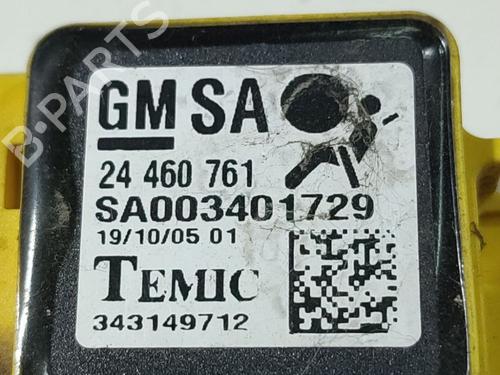 B-PARTS
GM SA
24 460 761
SA003401729
19/10/05 01
TEMIC
343149712